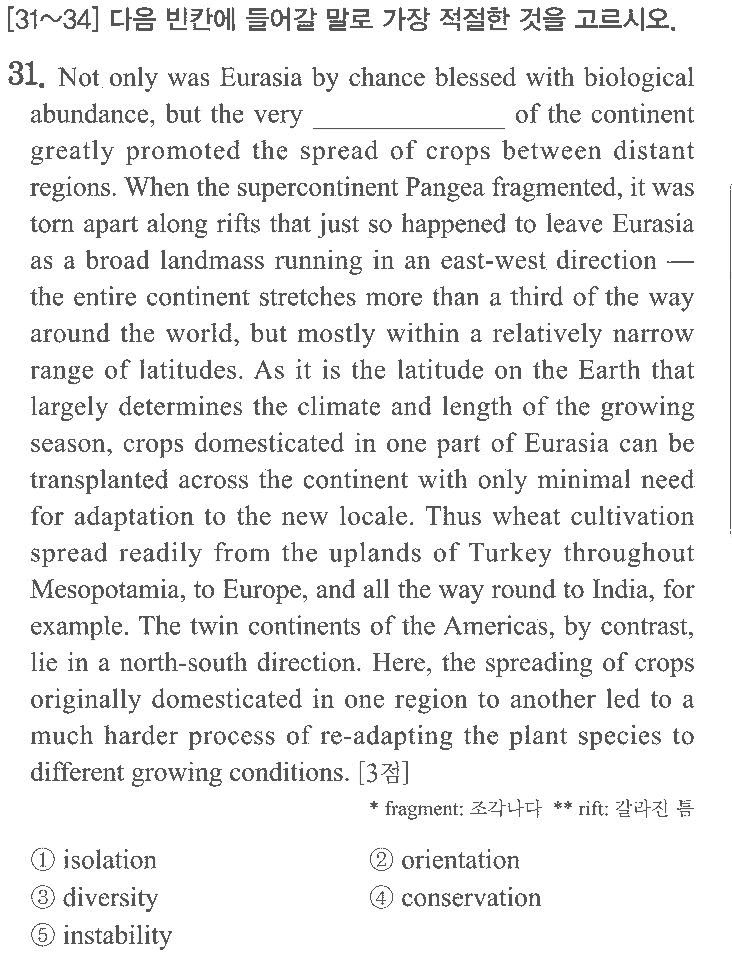 [31~34] 다음 빈칸에 들어갈 말로 가장 적절한 것을 고르시오.
31. Not only was Eurasia by chance blessed with biological
abundance, but the very ________________ of the continent
greatly promoted the spread of crops between distant
regions. When the supercontinent Pangea fragmented, it was
torn apart along rifts that just so happened to leave Eurasia
as a broad landmass running in an east-west direction —
the entire continent stretches more than a third of the way
around the world, but mostly within a relatively narrow
range of latitudes. As it is the latitude on the Earth that
largely determines the climate and length of the growing
season, crops domesticated in one part of Eurasia can be
transplanted across the continent with only minimal need
for adaptation to the new locale. Thus wheat cultivation
spread readily from the uplands of Turkey throughout
Mesopotamia, to Europe, and all the way round to India, for
example. The twin continents of the Americas, by contrast,
lie in a north-south direction. Here, the spreading of crops
originally domesticated in one region to another led to a
much harder process of re-adapting the plant species to
different growing conditions. [3점]
* fragment: 조각나다 ** rift: 갈라진 틈
① isolation ② orientation
③ diversity ④ conservation
⑤ instability